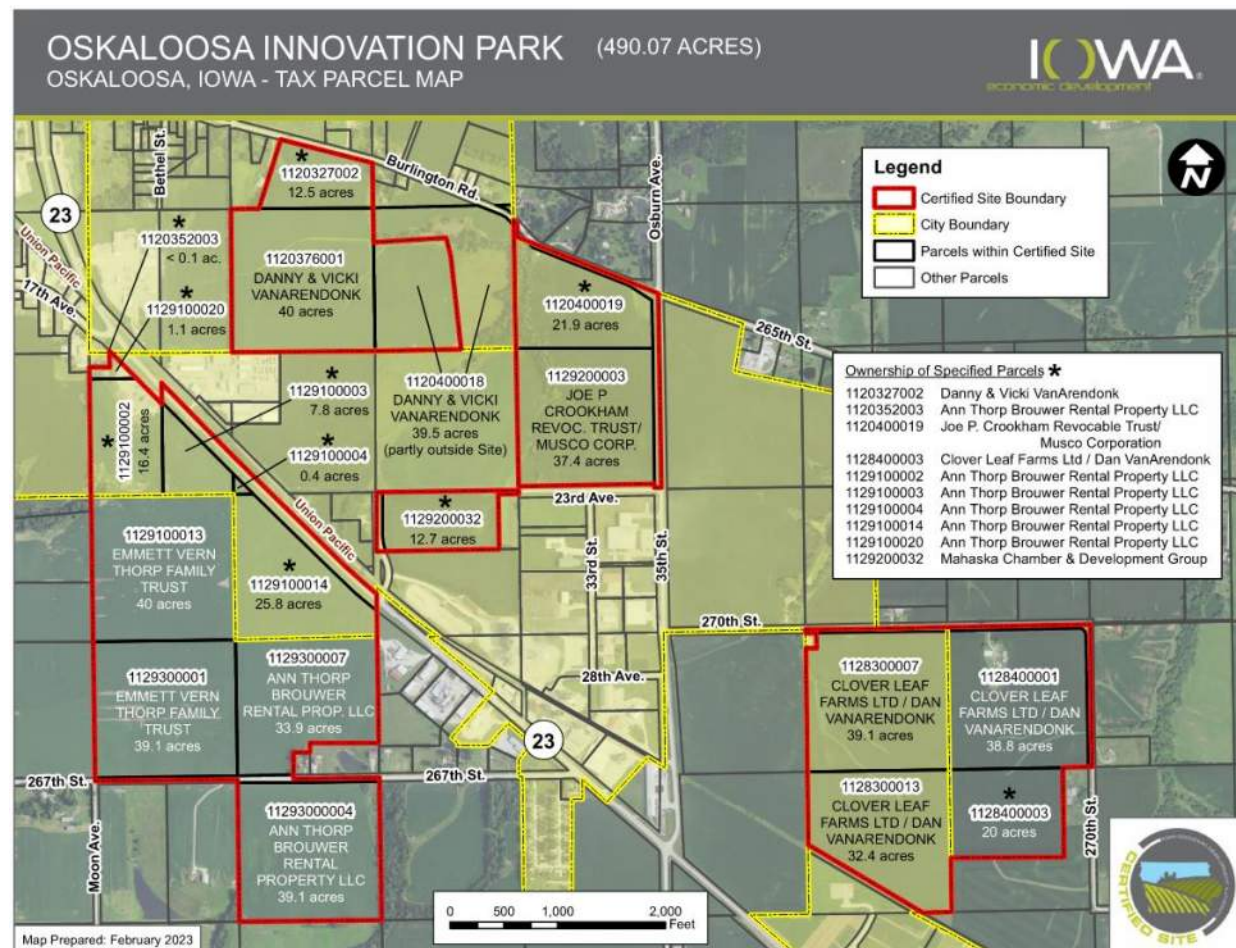 OSKALOOSA INNOVATION PARK (490.07 ACRES)
OSKALOOSA, IOWA - TAX PARCEL MAP
IOWA
economic development
N
Legend
Certified Site Boundary
City Boundary
Parcels within Certified Site
Other Parcels
Bethel St.
Burlington Rd.
Osburn Ave.
23
Union Pacific
17th Ave.
*
1120327002
12.5 acres
*
1120352003
< 0.1 ac.
*
1129100020
1.1 acres
1120376001
DANNY & VICKI
VANARENDONK
40 acres
*
1120400019
21.9 acres
265th St.
*
1129100003
7.8 acres
1120400018
DANNY & VICKI
VANARENDONK
39.5 acres
(partly outside Site)
1129200003
JOE P
CROOKHAM
REVOC. TRUST/
MUSCO CORP.
37.4 acres
*
1129100002
16.4 acres
*
1129100004
0.4 acres
Union Pacific
23rd Ave.
*
1129200032
12.7 acres
33rd St.
35th St.
Ownership of Specified Parcels *
1120327002 Danny & Vicki VanArendonk
1120352003 Ann Thorp Brouwer Rental Property LLC
1120400019 Joe P. Crookham Revocable Trust/
Musco Corporation
1128400003 Clover Leaf Farms Ltd / Dan VanArendonk
1129100002 Ann Thorp Brouwer Rental Property LLC
1129100003 Ann Thorp Brouwer Rental Property LLC
1129100004 Ann Thorp Brouwer Rental Property LLC
1129100014 Ann Thorp Brouwer Rental Property LLC
1129100020 Ann Thorp Brouwer Rental Property LLC
1129200032 Mahaska Chamber & Development Group
1129100013
EMMETT VERN
THORP FAMILY
TRUST
40 acres
*
1129100014
25.8 acres
270th St.
1129300001
EMMETT VERN
THORP FAMILY
TRUST
39.1 acres
1129300007
ANN THORP
BROUWER
RENTAL PROP. LLC
33.9 acres
28th Ave.
23
1128300007
CLOVER LEAF
FARMS LTD / DAN
VANARENDONK
39.1 acres
1128400001
CLOVER LEAF
FARMS LTD / DAN
VANARENDONK
38.8 acres
267th St.
267th St.
Moon Ave.
11293000004
ANN THORP
BROUWER
RENTAL
PROPERTY LLC
39.1 acres
1128300013
CLOVER LEAF
FARMS LTD / DAN
VANARENDONK
32.4 acres
*
1128400003
20 acres
270th St.
0 500 1,000 2,000
Feet
CERTIFIED SITE
Map Prepared: February 2023